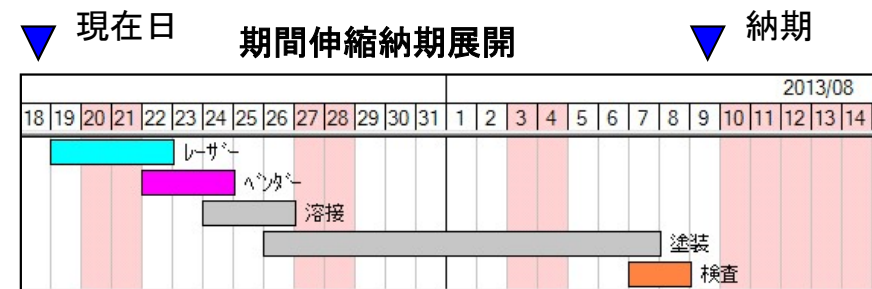 現在日 期間伸縮納期展開 納期
2013/08
18 19 20 21 22 23 24 25 26 27 28 29 30 31 1 2 3 4 5 6 7 8 9 10 11 12 13 14
ﾚｰｻﾞｰ
ﾍﾞﾝﾀﾞｰ
溶接
塗装
検査